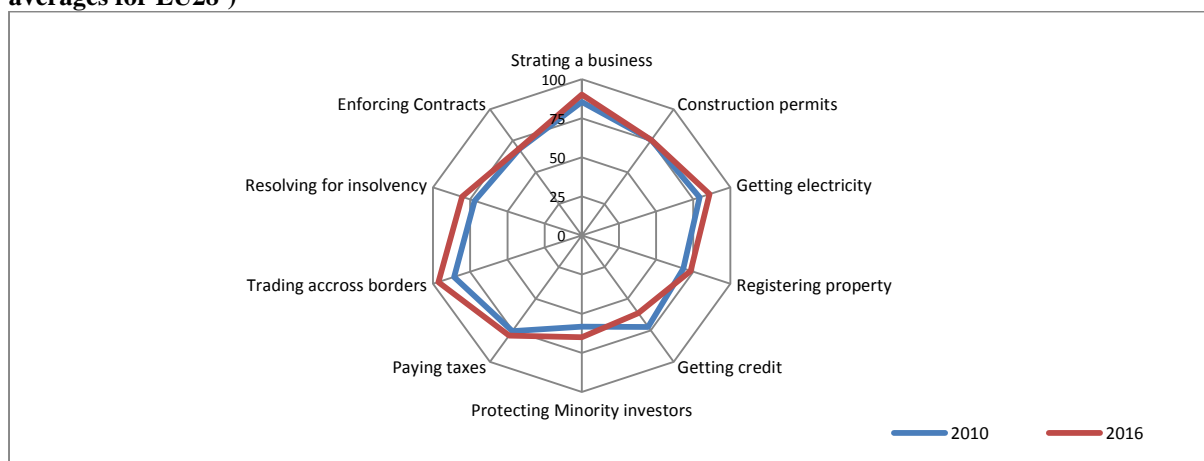 averages for EU28 )
Strating a business
100
Enforcing Contracts
Construction permits
75
50
Resolving for insolvency
Getting electricity
25
0
Trading accross borders
Registering property
Paying taxes
Getting credit
Protecting Minority investors
2010
2016